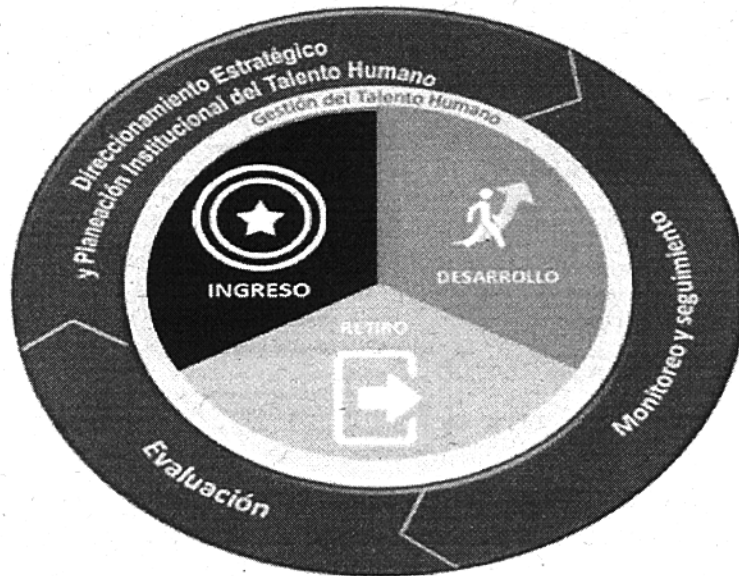 Direccionamiento Estratégico
y Planeación Institucional del Talento Humano
Gestión del Talento Humano
INGRESO
DESARROLLO
RETIRO
Monitoreo y seguimiento
Evaluación